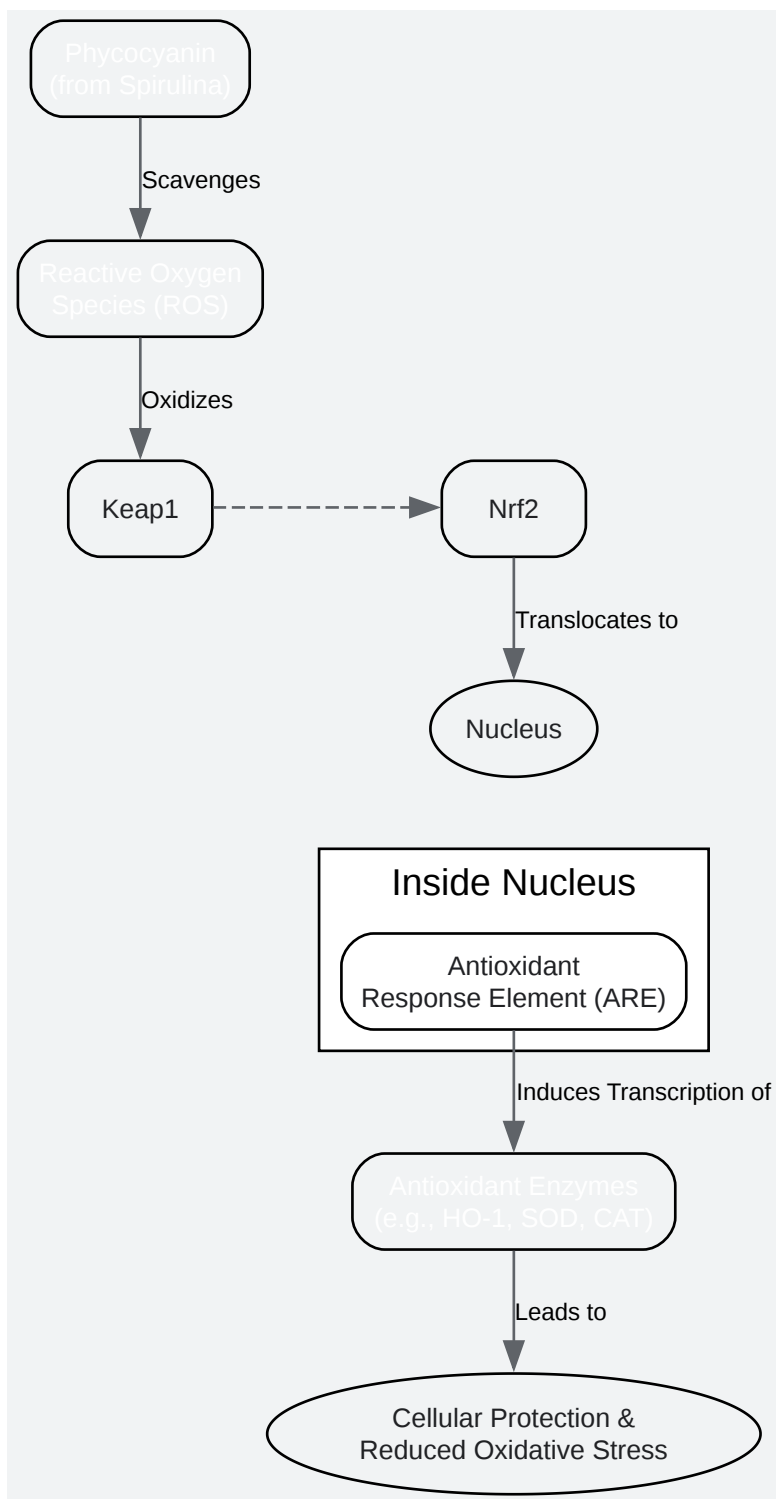 Phycocyanin
(from Spirulina)
Scavenges
Reactive Oxygen
Species (ROS)
Oxidizes
Keap1
Nrf2
Translocates to
Nucleus
Inside Nucleus
Antioxidant
Response Element (ARE)
Induces Transcription of
Antioxidant Enzymes
(e.g., HO-1, SOD, CAT)
Leads to
Cellular Protection &
Reduced Oxidative Stress